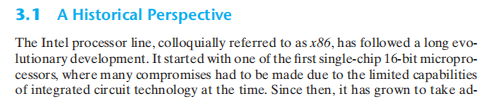 3.1 A Historical Perspective
The Intel processor line, colloquially referred to as x86, has followed a long evo-
lutionary development. It started with one of the first single-chip 16-bit micropro-
cessors, where many compromises had to be made due to the limited capabilities
of integrated circuit technology at the time. Since then, it has grown to take ad-